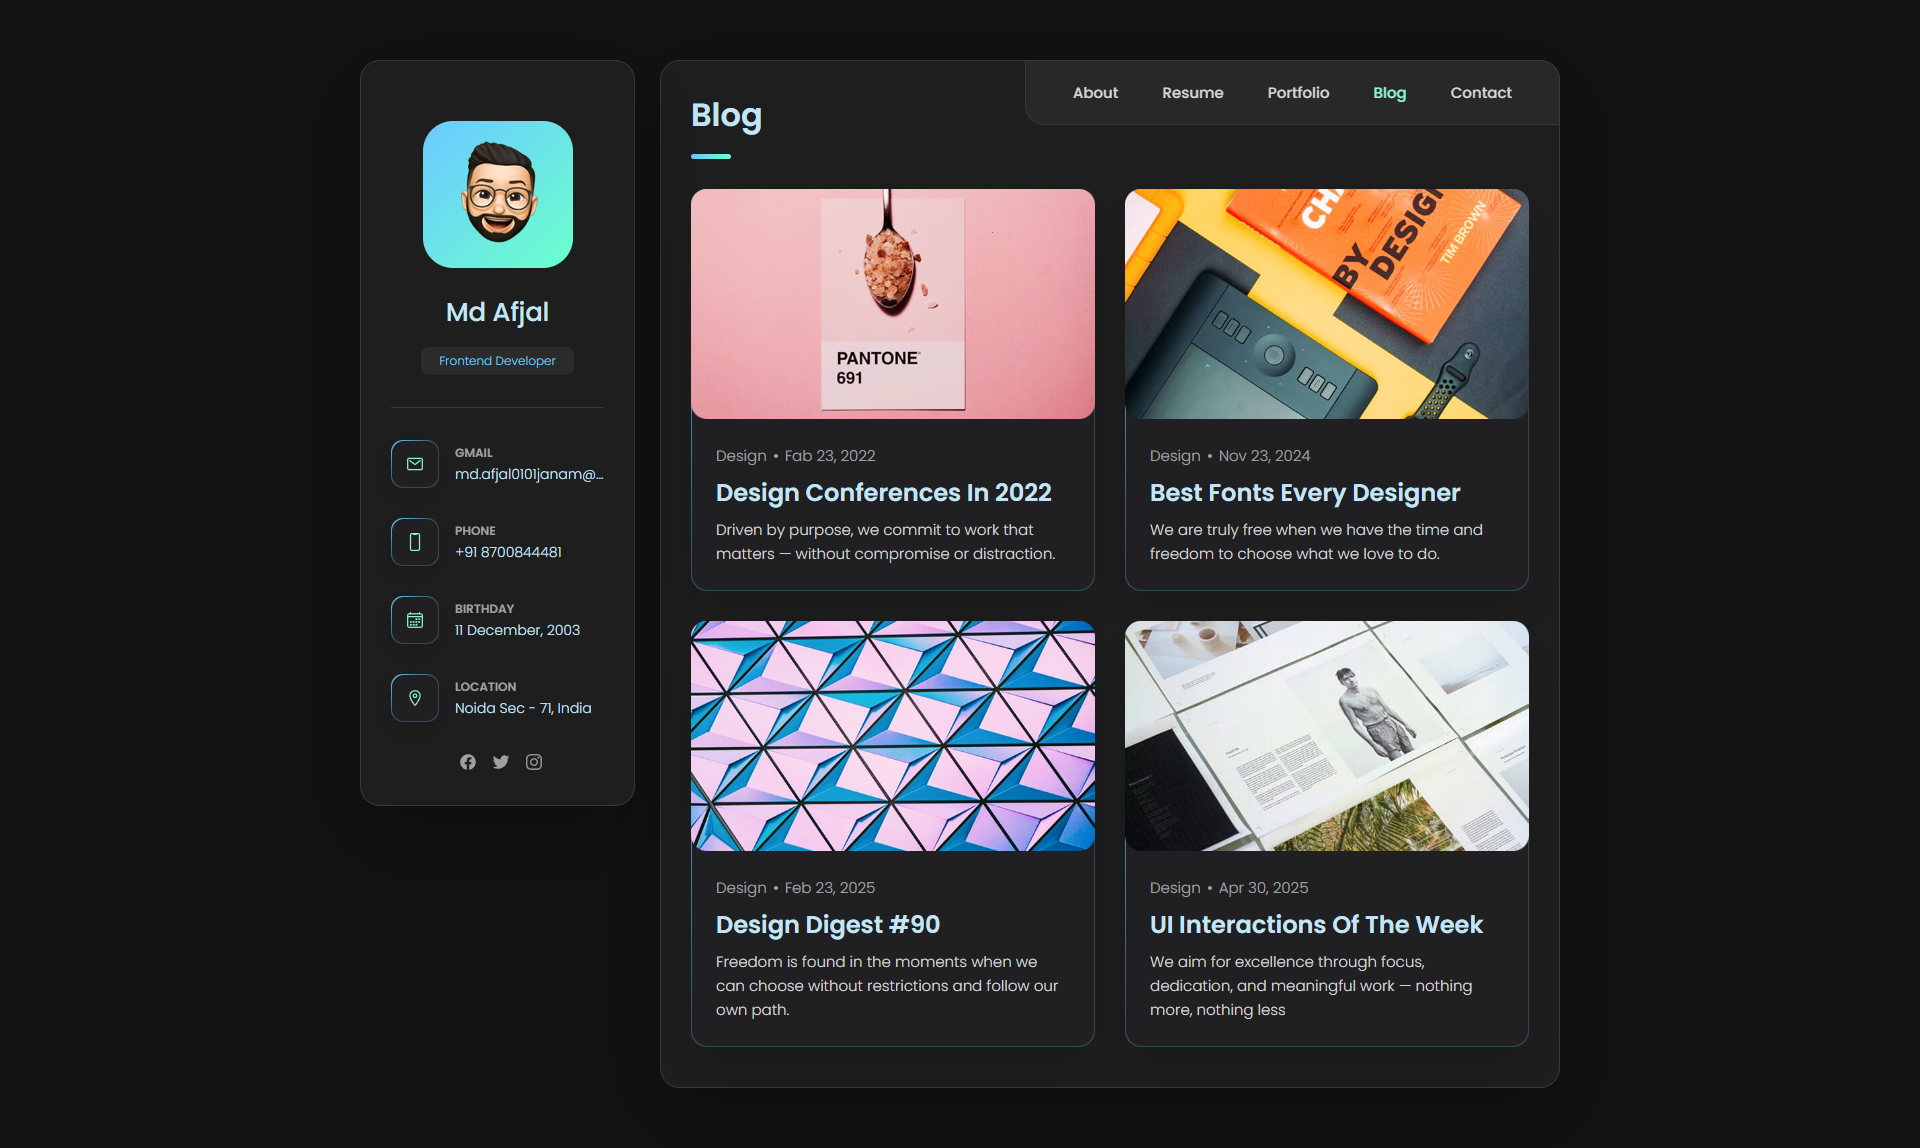 Md Afjal
Frontend Developer
GMAIL
md.afjal0101janam@...
PHONE
+91 8700844481
BIRTHDAY
11 December, 2003
LOCATION
Noida Sec - 71, India
About
Resume
Portfolio
Blog
Contact
Blog
PANTONE
691
Design • Fab 23, 2022
Design Conferences In 2022
Driven by purpose, we commit to work that
matters — without compromise or distraction.
BY
DESIGN
TIM BROWN
Design • Nov 23, 2024
Best Fonts Every Designer
We are truly free when we have the time and
freedom to choose what we love to do.
Design • Feb 23, 2025
Design Digest #90
Freedom is found in the moments when we
can choose without restrictions and follow our
own path.
Design • Apr 30, 2025
UI Interactions Of The Week
We aim for excellence through focus,
dedication, and meaningful work — nothing
more, nothing less